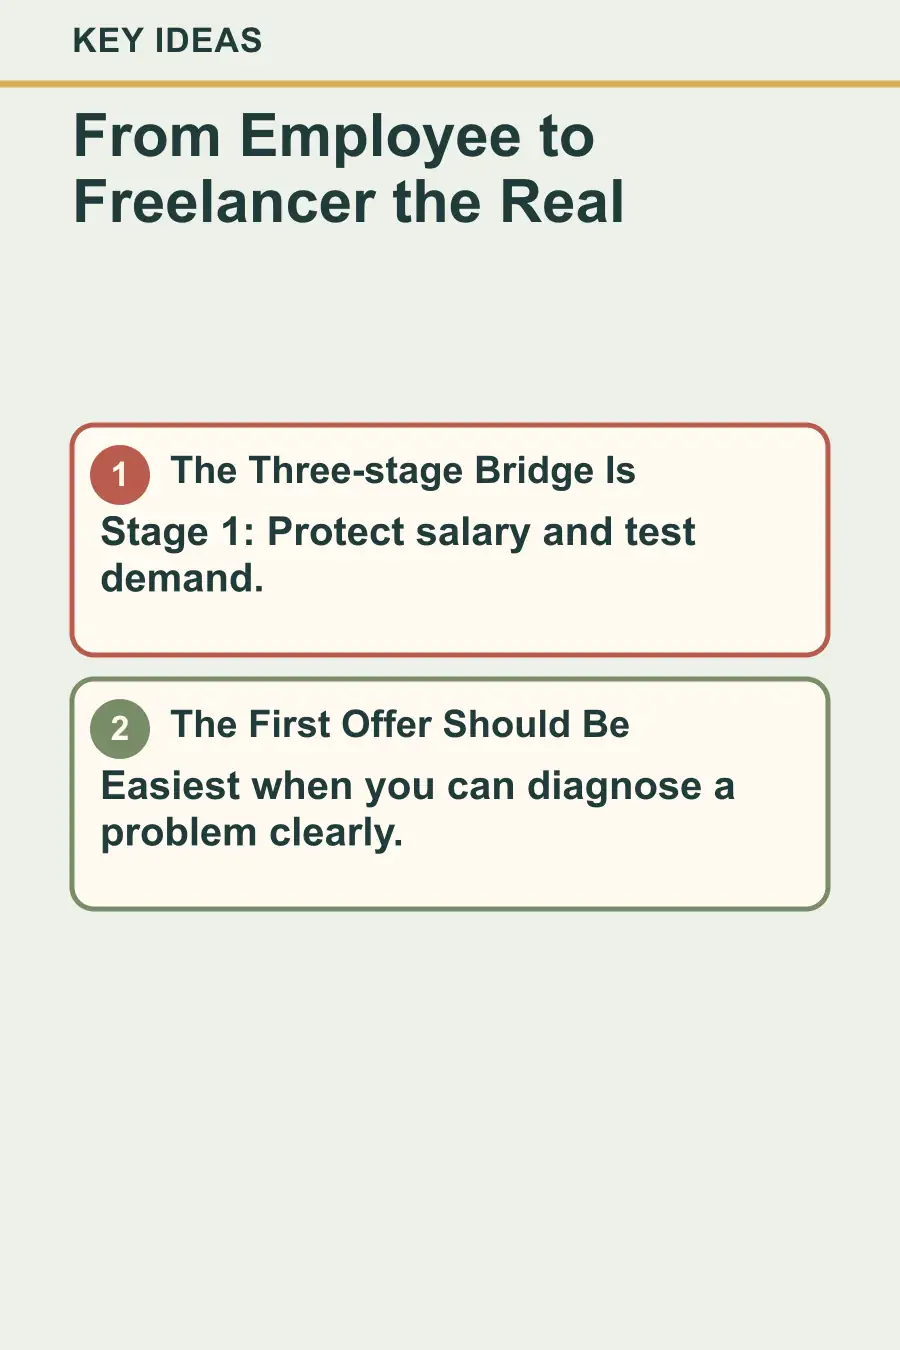 KEY IDEAS
From Employee to
Freelancer the Real
1 The Three-stage Bridge Is
Stage 1: Protect salary and test
demand.
2 The First Offer Should Be
Easiest when you can diagnose a
problem clearly.